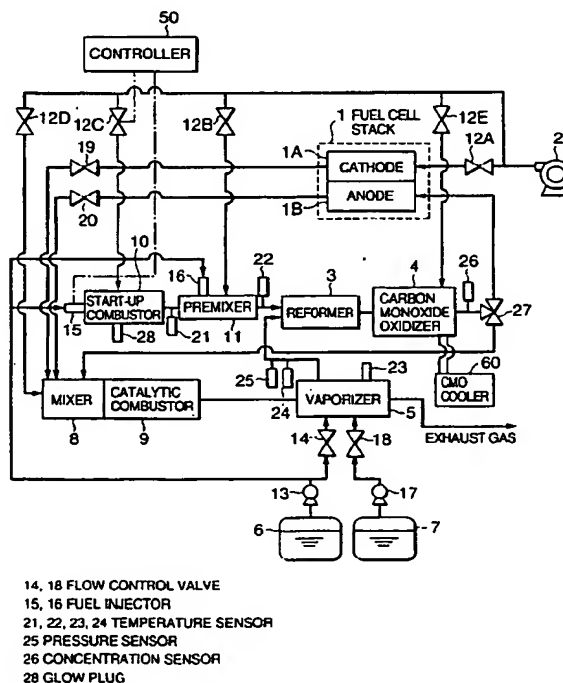 50
CONTROLLER
12D
12C
12B
12E
1 FUEL CELL
STACK
12A
2
19
1A
CATHODE
20
1B
ANODE
10
16
22
3
4
26
15
START-UP
COMBUSTOR
PREMIXER
REFORMER
CARBON
MONOXIDE
OXIDIZER
27
28
21
11
23
60
CMO
COOLER
MIXER
CATALYTIC
COMBUSTOR
25
24
VAPORIZER
5
8
9
14
18
EXHAUST GAS
13
17
6
7
14, 18 FLOW CONTROL VALVE
15, 16 FUEL INJECTOR
21, 22, 23, 24 TEMPERATURE SENSOR
25 PRESSURE SENSOR
26 CONCENTRATION SENSOR
28 GLOW PLUG